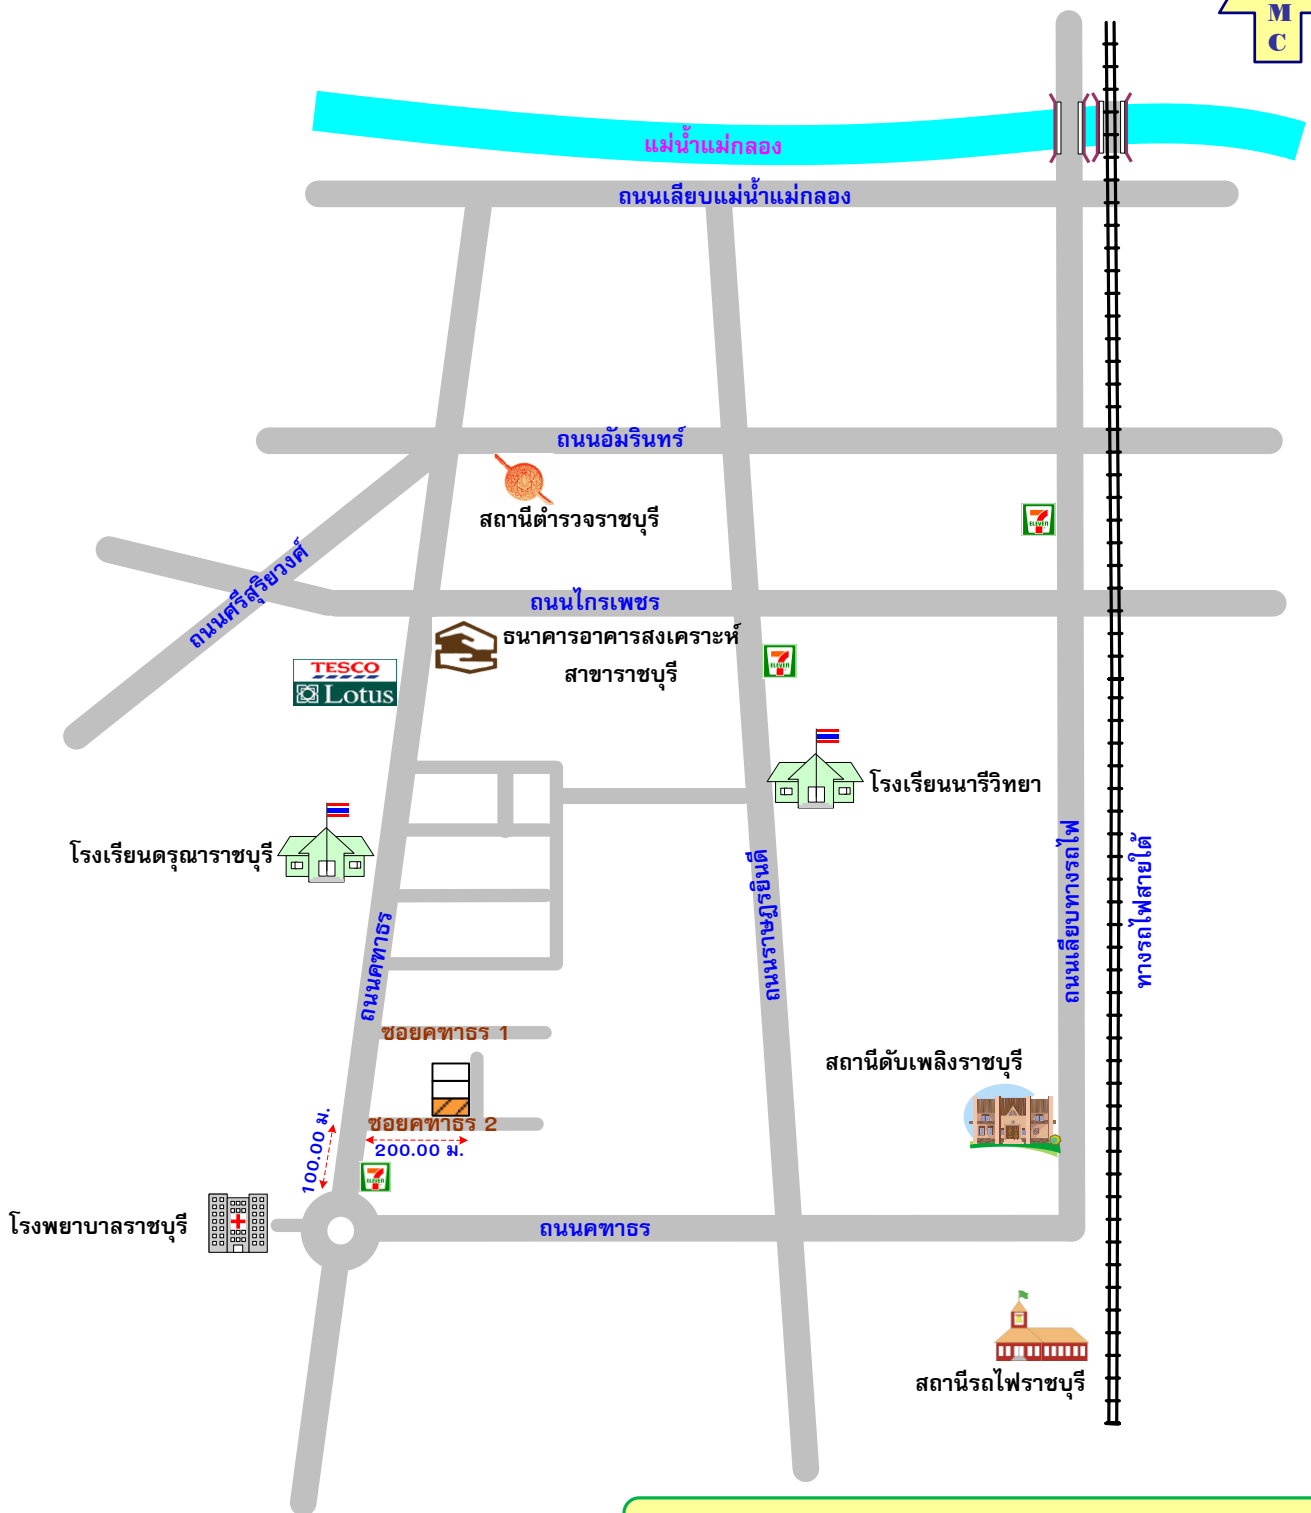 M
C
แม่น้ำแม่กลอง
ถนนเลียบแม่น้ำแม่กลอง
ถนนอัมรินทร์
สถานีตำรวจราชบุรี
7
ELEVEN
ถนนศรีสุริยวงศ์
ถนนไกรเพชร
ธนาคารอาคารสงเคราะห์
สาขาราชบุรี
7
ELEVEN
TESCO
Lotus
โรงเรียนนารีวิทยา
โรงเรียนดรุณาราชบุรี
ถนนคฑาธร
ถนนราษฎรยินดี
ถนนเลียบทางรถไฟ
ทางรถไฟสายใต้
ซอยคฑาธร 1
สถานีดับเพลิงราชบุรี
ซอยคฑาธร 2
200.00 ม.
100.00 ม.
7
ELEVEN
โรงพยาบาลราชบุรี
ถนนคฑาธร
สถานีรถไฟราชบุรี